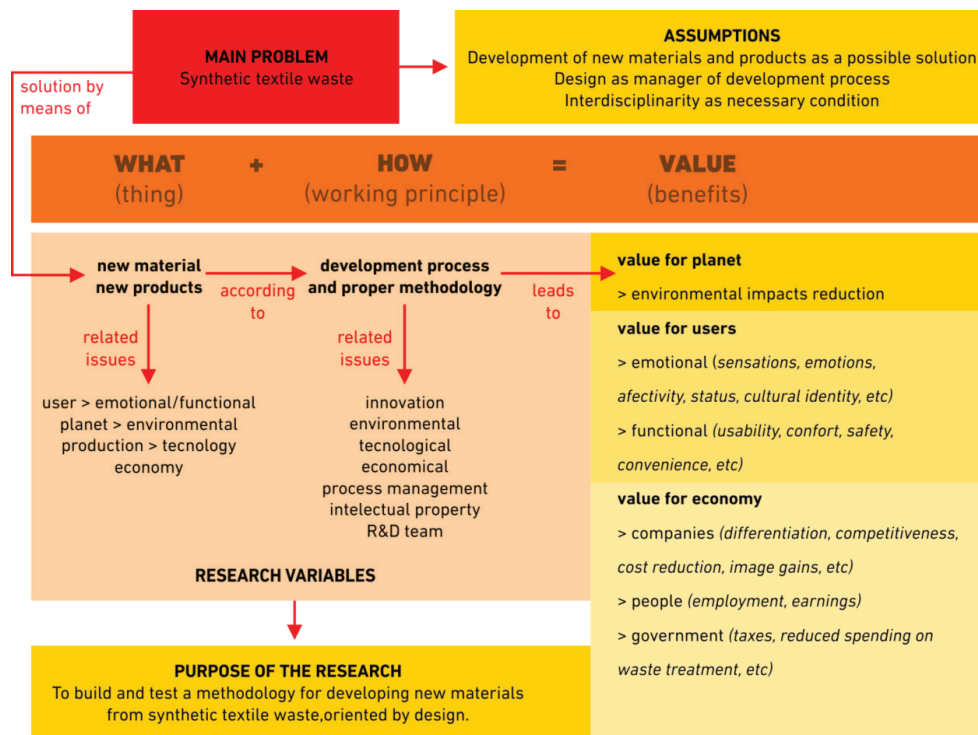 MAIN PROBLEM
Synthetic textile waste
ASSUMPTIONS
Development of new materials and products as a possible solution
Design as manager of development process
Interdisciplinarity as necessary condition
solution by
means of
WHAT + HOW = VALUE
(thing) (working principle) (benefits)
new material
new products
according
to
development process
and proper methodology
leads
to
related
issues
related
issues
user > emotional/functional
planet > environmental
production > tecnology
economy
innovation
environmental
tecnological
economical
process management
intelectual property
R&D team
RESEARCH VARIABLES
value for planet
> environmental impacts reduction
value for users
> emotional (sensations, emotions,
afectivity, status, cultural identity, etc)
> functional (usability, confort, safety,
convenience, etc)
value for economy
> companies (differentiation, competitiveness,
cost reduction, image gains, etc)
> people (employment, earnings)
> government (taxes, reduced spending on
waste treatment, etc)
PURPOSE OF THE RESEARCH
To build and test a methodology for developing new materials
from synthetic textile waste,oriented by design.